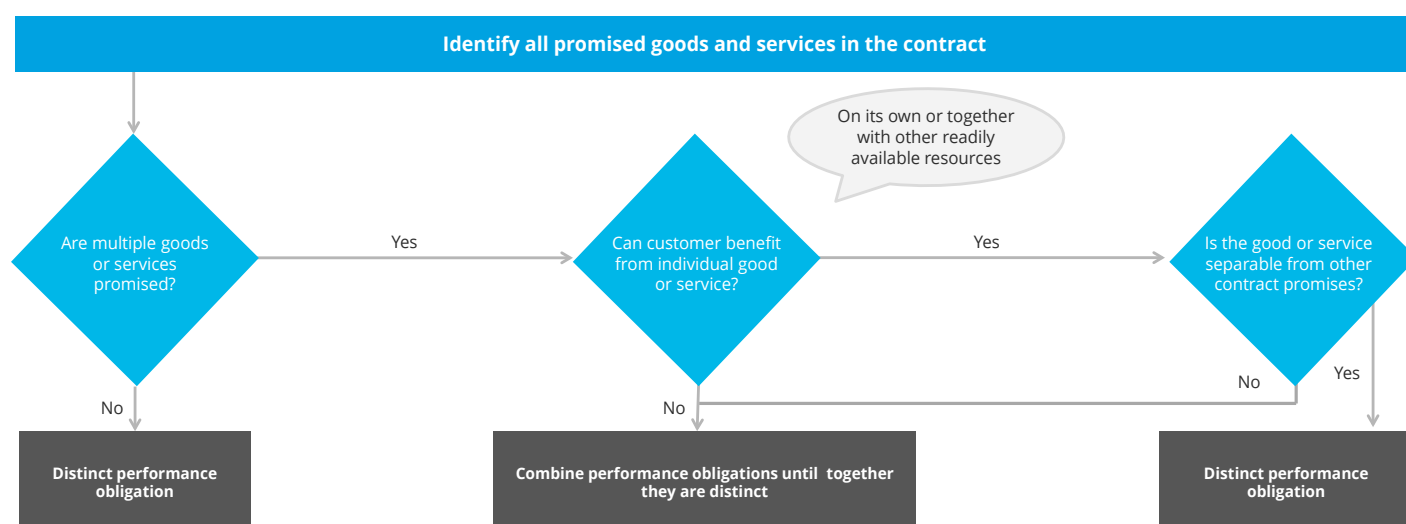 Identify all promised goods and services in the contract
On its own or together
with other readily
available resources
Are multiple goods
or services
promised?
Yes
Can customer benefit
from individual good
or service?
Yes
Is the good or service
separable from other
contract promises?
No
No
No
Yes
Distinct performance
obligation
Combine performance obligations until together
they are distinct
Distinct performance
obligation